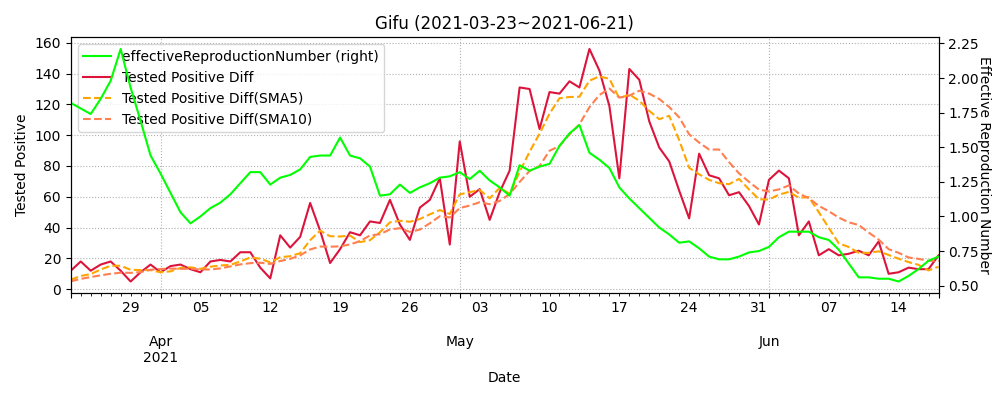 Gifu (2021-03-23~2021-06-21)
effectiveReproductionNumber (right)
Tested Positive Diff
Tested Positive Diff(SMA5)
Tested Positive Diff(SMA10)
Tested Positive
160
140
120
100
80
60
40
20
0
2.25
2.00
1.75
1.50
1.25
1.00
0.75
0.50
Effective Reproduction Number
29 05 12 19 26 03 10 17 24 31 07 14
Apr May Jun
2021
Date